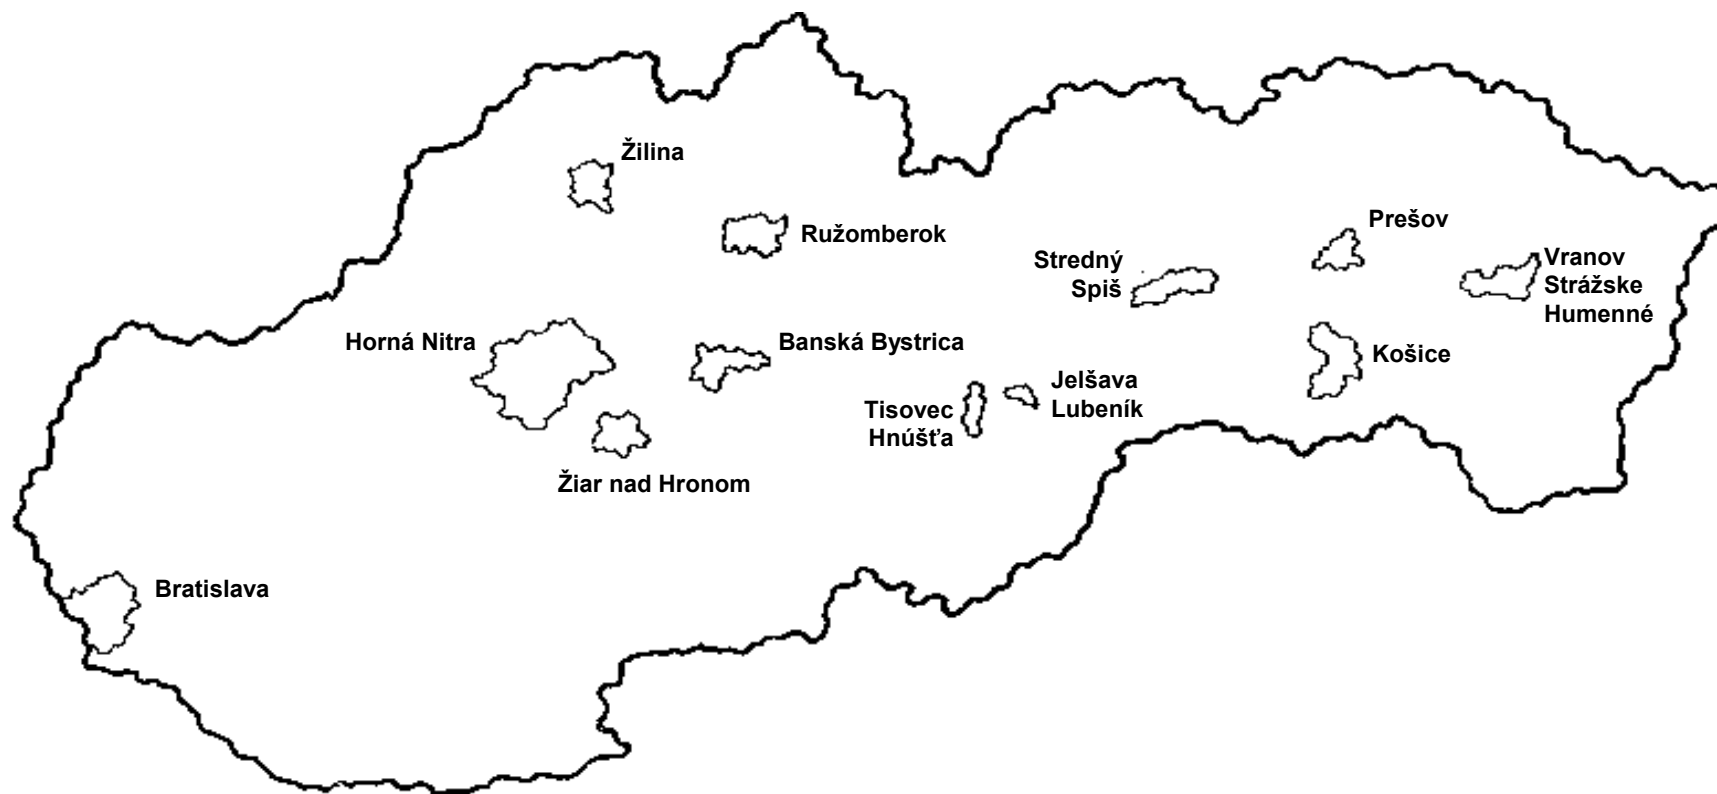 Žilina
Ružomberok
Prešov
Stredný
Spiš
Vranov
Strážske
Humenné
Horná Nitra
Banská Bystrica
Košice
Jelšava
Lubeník
Tisovec
Hnúšťa
Žiar nad Hronom
Bratislava